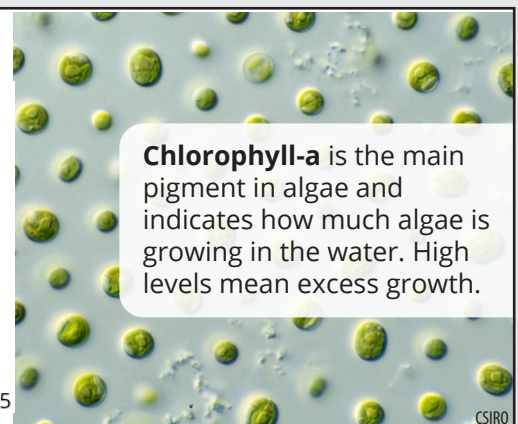 Chlorophyll-a is the main
pigment in algae and
indicates how much algae is
growing in the water. High
levels mean excess growth.
5
CSIRO